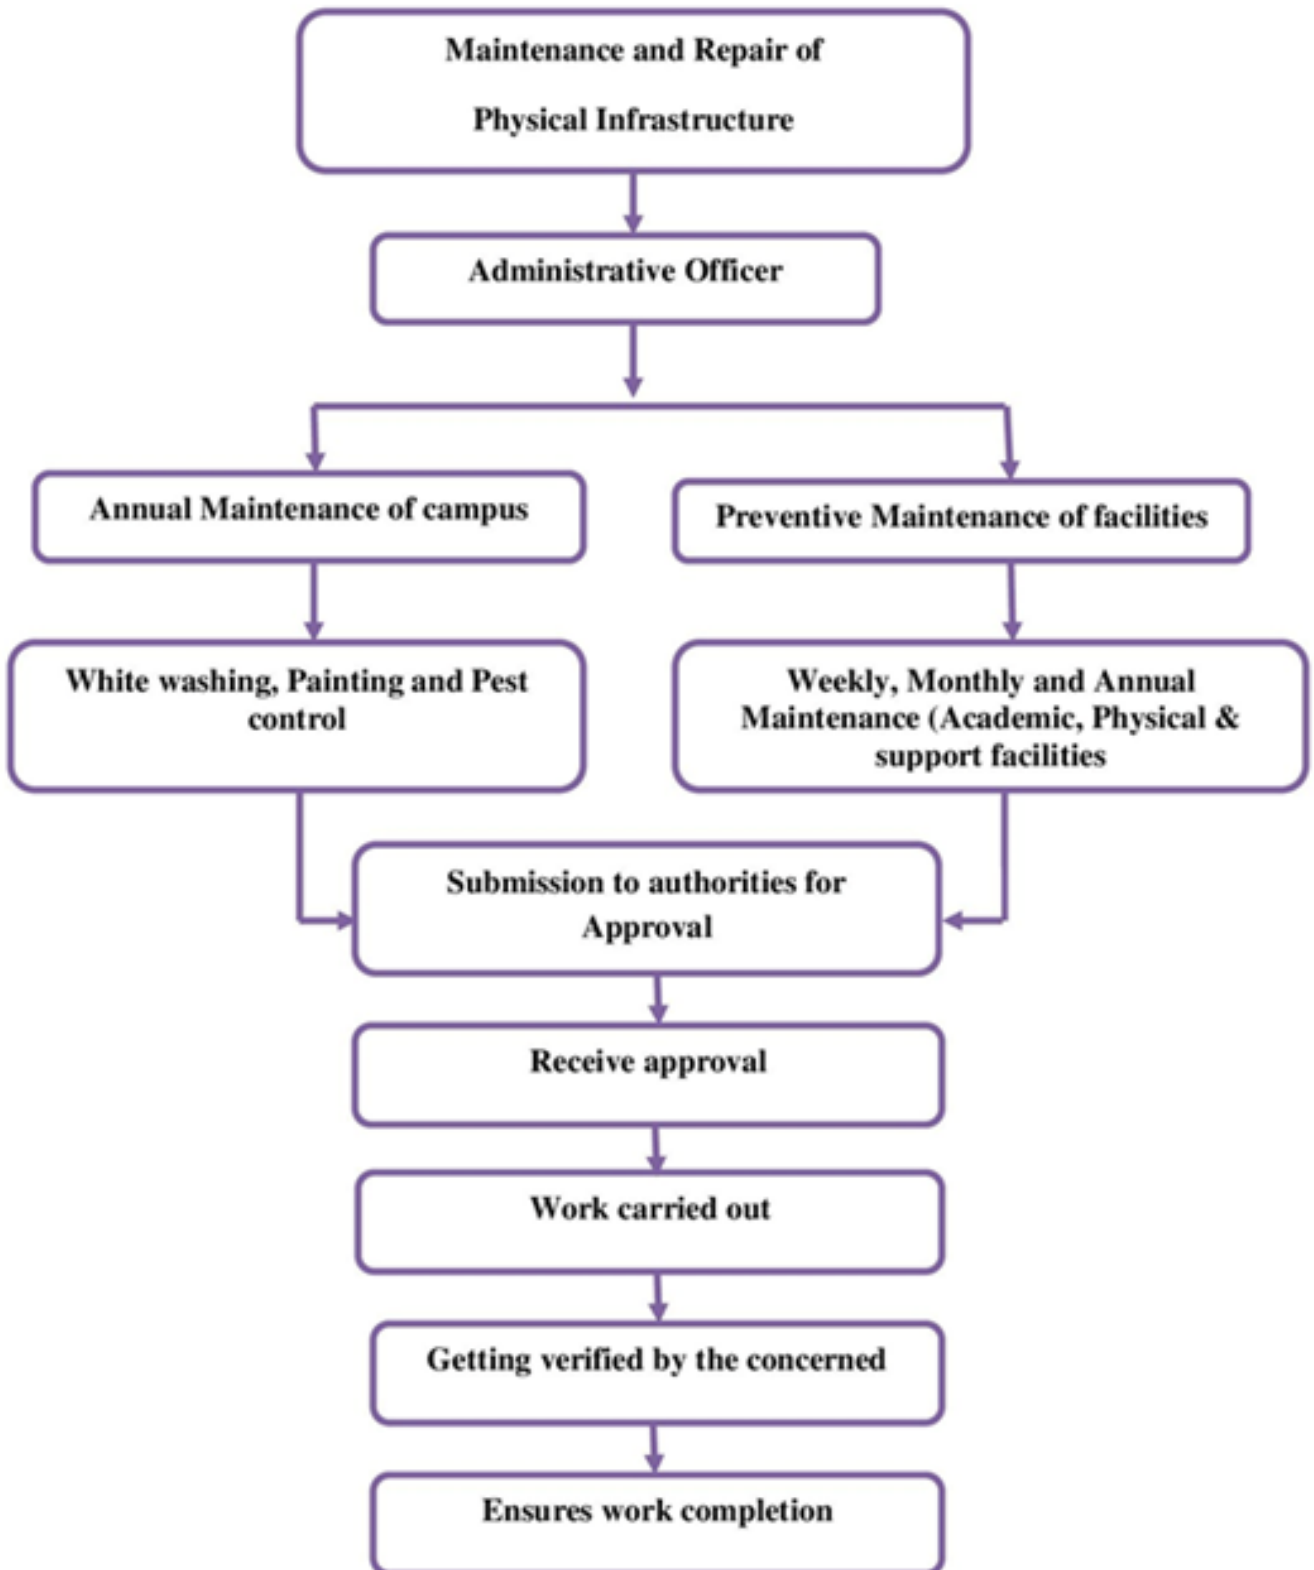 Maintenance and Repair of
Physical Infrastructure
Administrative Officer
Annual Maintenance of campus
Preventive Maintenance of facilities
White washing, Painting and Pest
control
Weekly, Monthly and Annual
Maintenance (Academic, Physical &
support facilities
Submission to authorities for
Approval
Receive approval
Work carried out
Getting verified by the concerned
Ensures work completion